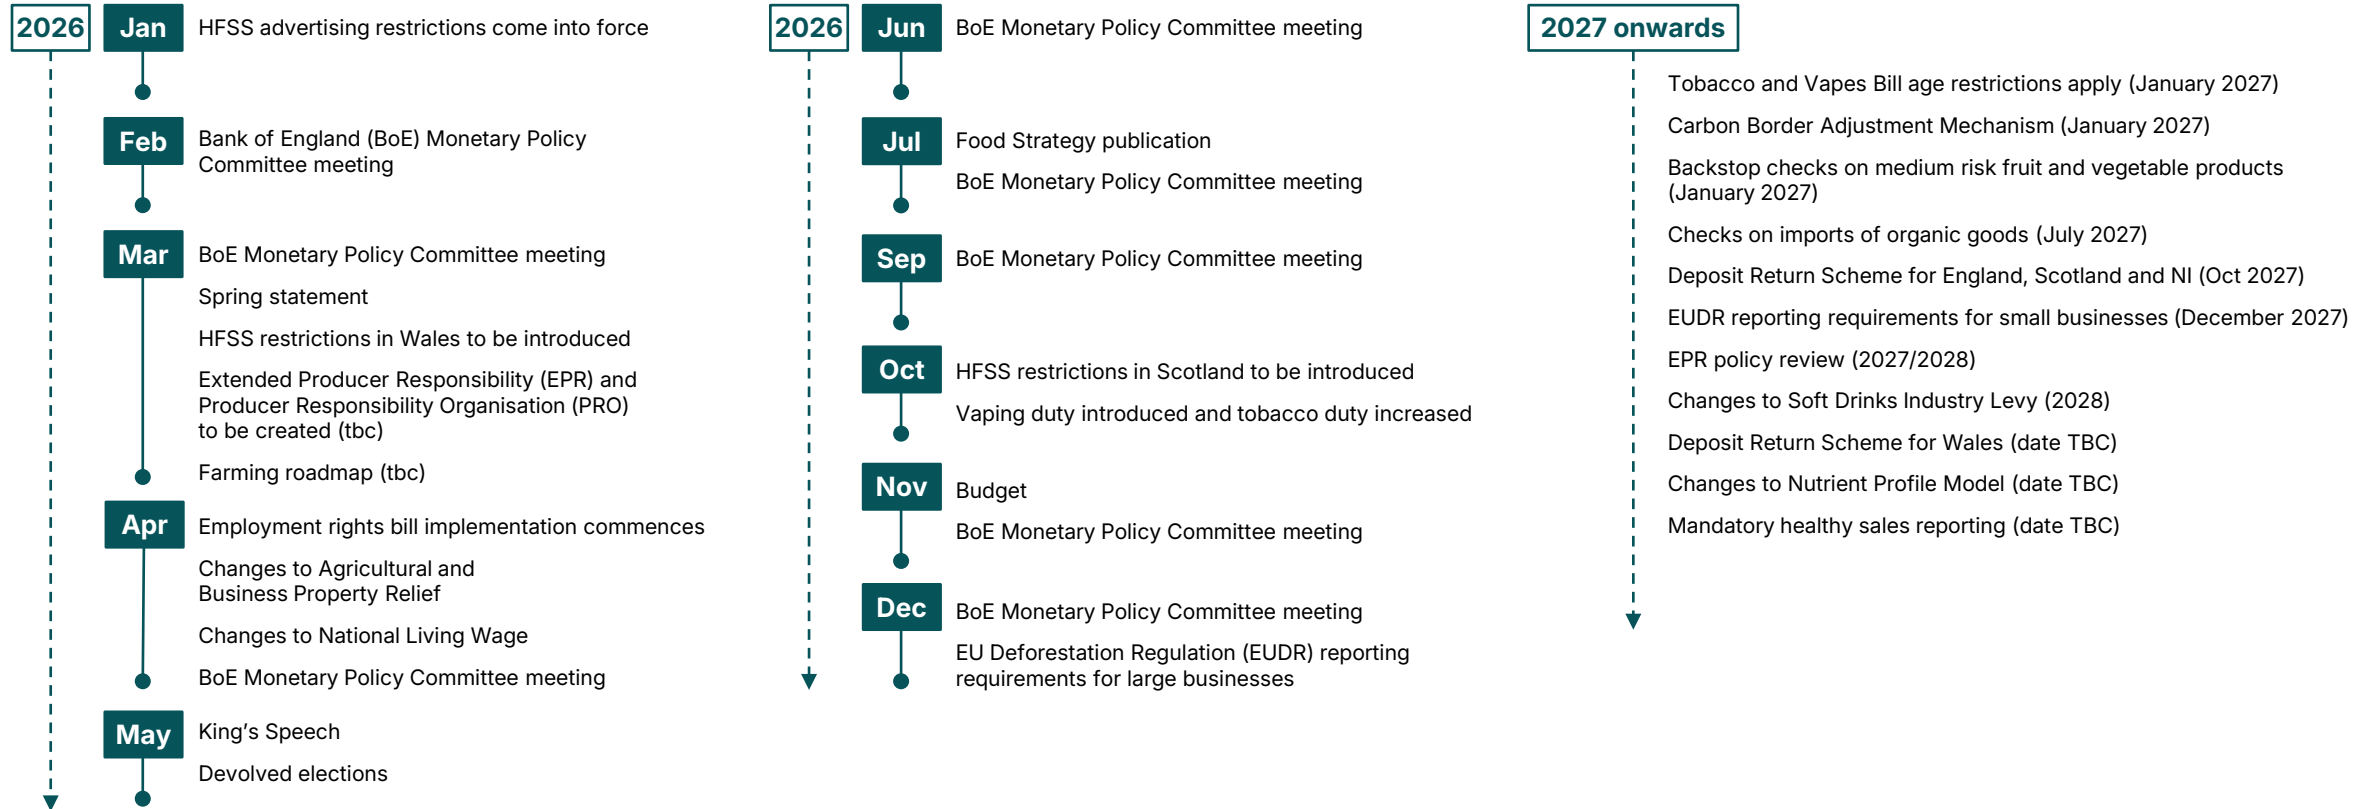 2026
Jan
HFSS advertising restrictions come into force
Feb
Bank of England (BoE) Monetary Policy
Committee meeting
Mar
BoE Monetary Policy Committee meeting
Spring statement
HFSS restrictions in Wales to be introduced
Extended Producer Responsibility (EPR) and
Producer Responsibility Organisation (PRO)
to be created (tbc)
Farming roadmap (tbc)
Apr
Employment rights bill implementation commences
Changes to Agricultural and
Business Property Relief
Changes to National Living Wage
BoE Monetary Policy Committee meeting
May
King’s Speech
Devolved elections
2026
Jun
BoE Monetary Policy Committee meeting
Jul
Food Strategy publication
BoE Monetary Policy Committee meeting
Sep
BoE Monetary Policy Committee meeting
Oct
HFSS restrictions in Scotland to be introduced
Vaping duty introduced and tobacco duty increased
Nov
Budget
BoE Monetary Policy Committee meeting
Dec
BoE Monetary Policy Committee meeting
EU Deforestation Regulation (EUDR) reporting
requirements for large businesses
2027 onwards
Tobacco and Vapes Bill age restrictions apply (January 2027)
Carbon Border Adjustment Mechanism (January 2027)
Backstop checks on medium risk fruit and vegetable products
(January 2027)
Checks on imports of organic goods (July 2027)
Deposit Return Scheme for England, Scotland and NI (Oct 2027)
EUDR reporting requirements for small businesses (December 2027)
EPR policy review (2027/2028)
Changes to Soft Drinks Industry Levy (2028)
Deposit Return Scheme for Wales (date TBC)
Changes to Nutrient Profile Model (date TBC)
Mandatory healthy sales reporting (date TBC)